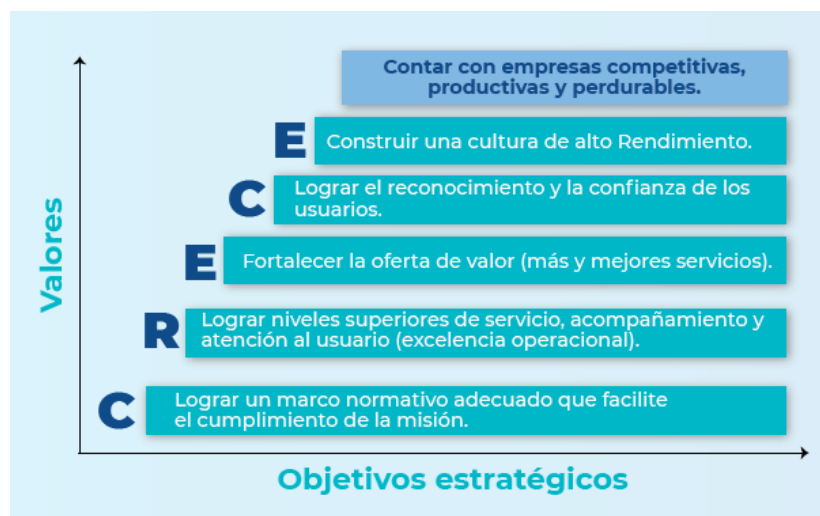 Contar con empresas competitivas,
productivas y perdurables.
E
Construir una cultura de alto Rendimiento.
C
Lograr el reconocimiento y la confianza de los
usuarios.
E
Fortalecer la oferta de valor (más y mejores servicios).
R
Lograr niveles superiores de servicio, acompañamiento y
atención al usuario (excelencia operacional).
C
Lograr un marco normativo adecuado que facilite
el cumplimiento de la misión.
Valores
Objetivos estratégicos